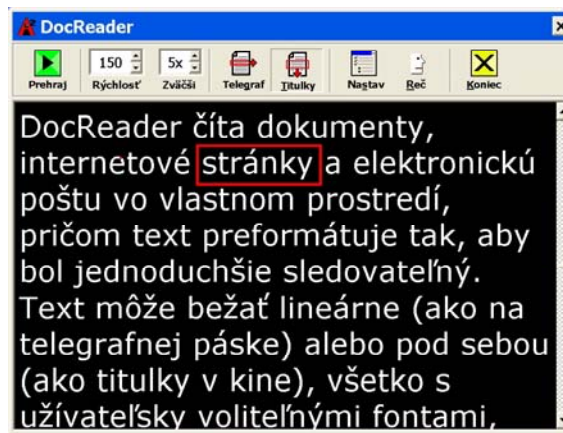 DocReader
150 5x
Prehraj Rýchlosť Zväčši Telegraf Titulky Nastav Reč Koniec
DocReader číta dokumenty,
internetové stránky a elektronickú
poštu vo vlastnom prostredí,
pričom text preformátuje tak, aby
bol jednoduchšie sledovateľný.
Text môže bežať lineárne (ako na
telegrafnej páske) alebo pod sebou
(ako titulky v kine), všetko s
užívateľsky voliteľnými fontami,